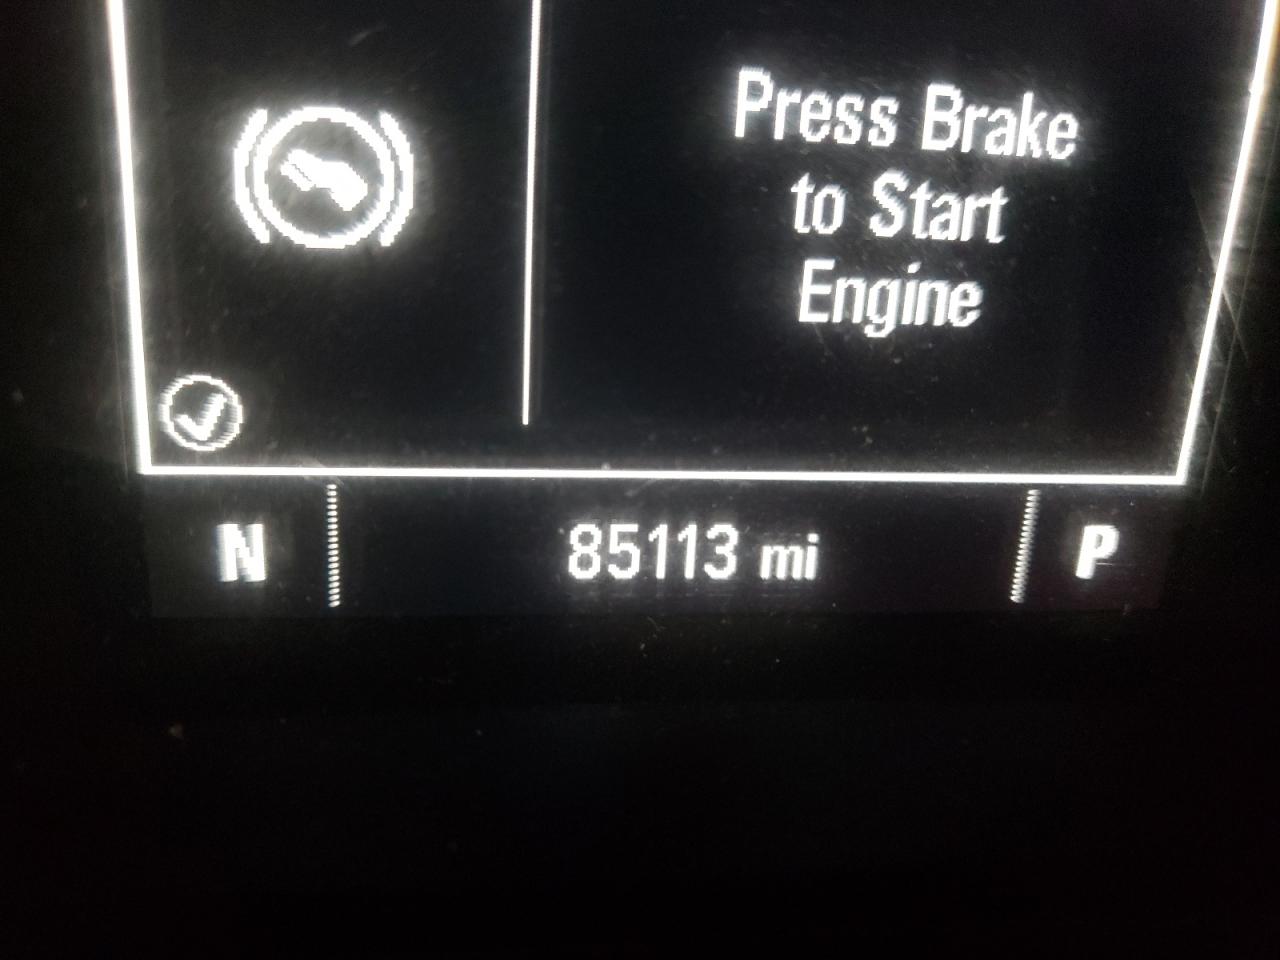 Press Brake
to Start
Engine
N 85113 mi P